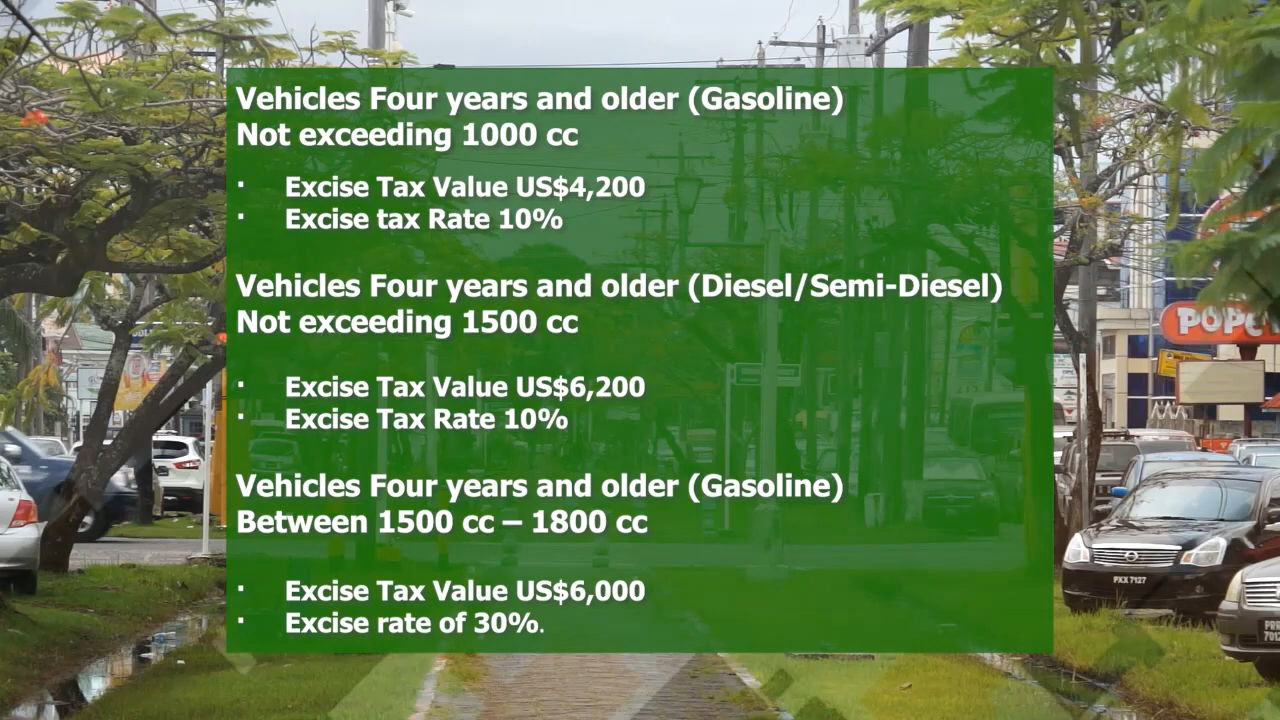 Vehicles Four years and older (Gasoline)
Not exceeding 1000 cc
· Excise Tax Value US$4,200
· Excise tax Rate 10%
Vehicles Four years and older (Diesel/Semi-Diesel)
Not exceeding 1500 cc
· Excise Tax Value US$6,200
· Excise Tax Rate 10%
Vehicles Four years and older (Gasoline)
Between 1500 cc – 1800 cc
· Excise Tax Value US$6,000
· Excise rate of 30%.
PXX 7127